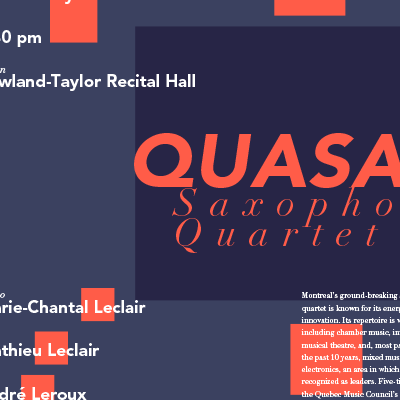 0 pm
n
wland-Taylor Recital Hall
QUASA
Saxopho
Quartet
o
rie-Chantal Leclair
thieu Leclair
dré Leroux
Montreal's ground-breaking
quartet is known for its ener
innovation. Its repertoire is v
including chamber music, im
musical theatre, and, most pa
the past 10 years, mixed mus
electronics, an area in which
recognized as leaders. Five-ti
the Quebec Music Council's